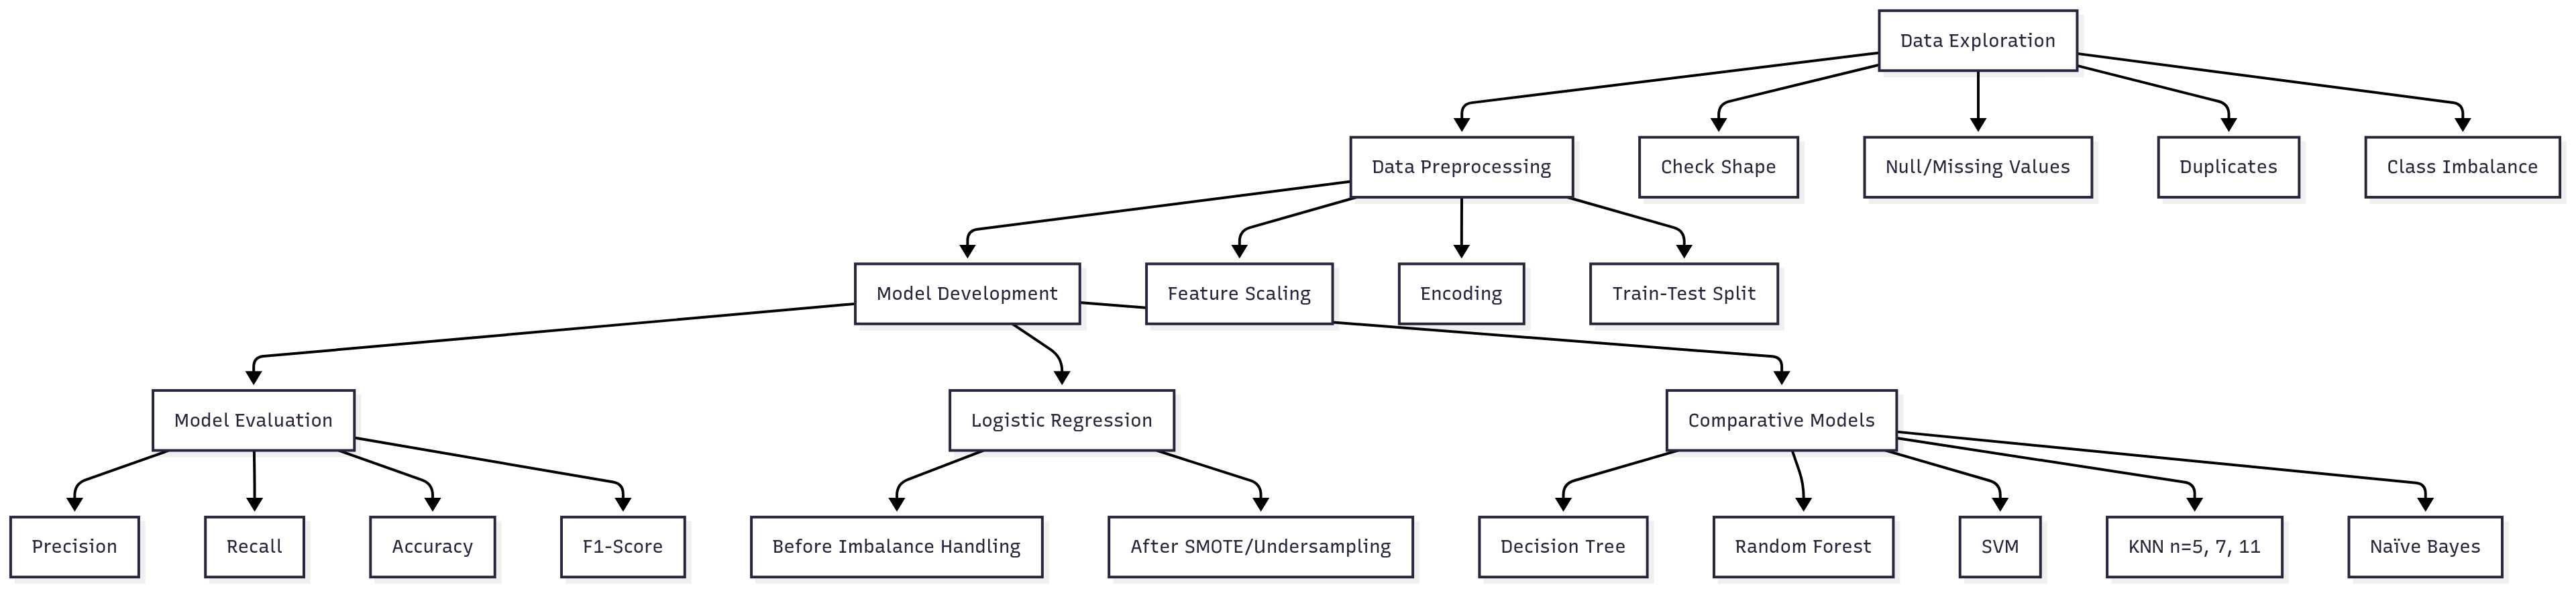 Data Exploration
Data Preprocessing
Check Shape
Null/Missing Values
Duplicates
Class Imbalance
Model Development
Feature Scaling
Encoding
Train-Test Split
Model Evaluation
Logistic Regression
Comparative Models
Precision
Recall
Accuracy
F1-Score
Before Imbalance Handling
After SMOTE/Undersampling
Decision Tree
Random Forest
SVM
KNN n=5, 7, 11
Naïve Bayes